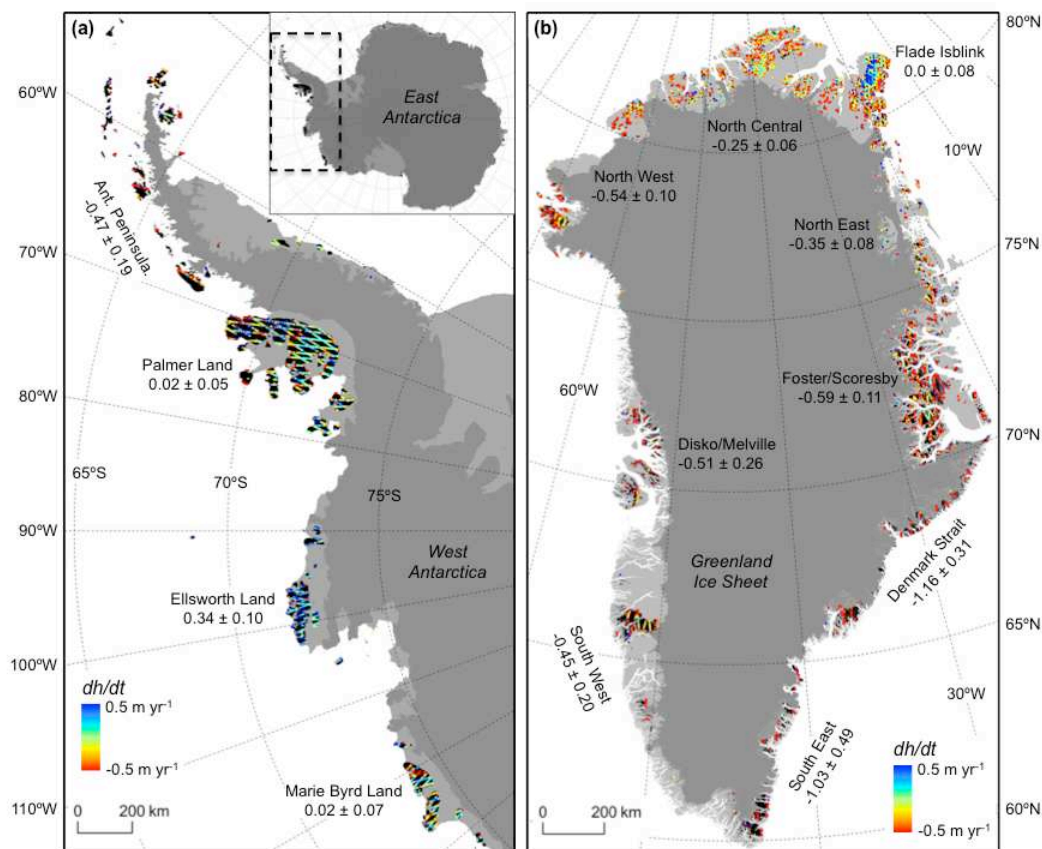 (a)
60ºW
70ºW
80ºW
90ºW
100ºW
110ºW
65ºS
70ºS
75ºS
East
Antarctica
Ant. Peninsula.
-0.47 ± 0.19
Palmer Land
0.02 ± 0.05
West
Antarctica
Ellsworth Land
0.34 ± 0.10
Marie Byrd Land
0.02 ± 0.07
dh/dt
0.5 m yr⁻¹
-0.5 m yr⁻¹
200 km
(b)
80ºN
Flade Isblink
0.0 ± 0.08
North Central
-0.25 ± 0.06
10ºW
North West
-0.54 ± 0.10
North East
-0.35 ± 0.08
75ºN
60ºW
Foster/Scoresby
-0.59 ± 0.11
Disko/Melville
-0.51 ± 0.26
70ºN
Greenland
Ice Sheet
Denmark Strait
-1.16 ± 0.31
65ºN
South West
-0.45 ± 0.20
30ºW
South East
-1.03 ± 0.49
dh/dt
0.5 m yr⁻¹
-0.5 m yr⁻¹
200 km
60ºN